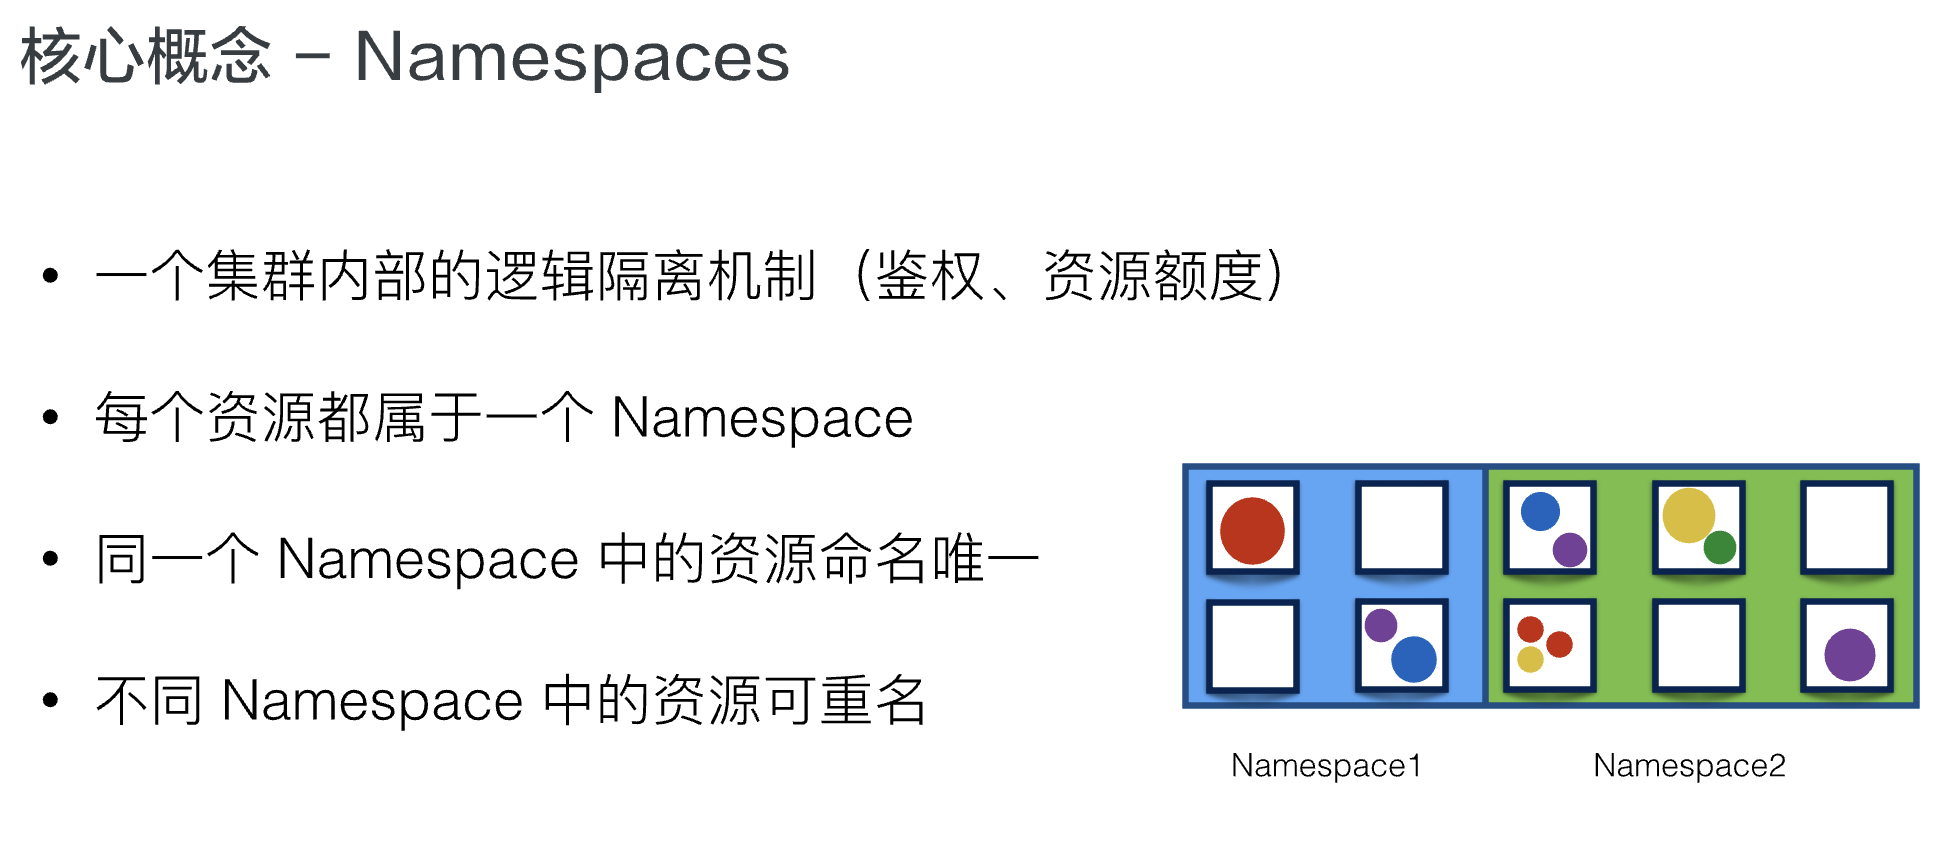 核心概念 – Namespaces
• 一个集群内部的逻辑隔离机制（鉴权、资源额度）
• 每个资源都属于一个 Namespace
• 同一个 Namespace 中的资源命名唯一
• 不同 Namespace 中的资源可重名
Namespace1
Namespace2